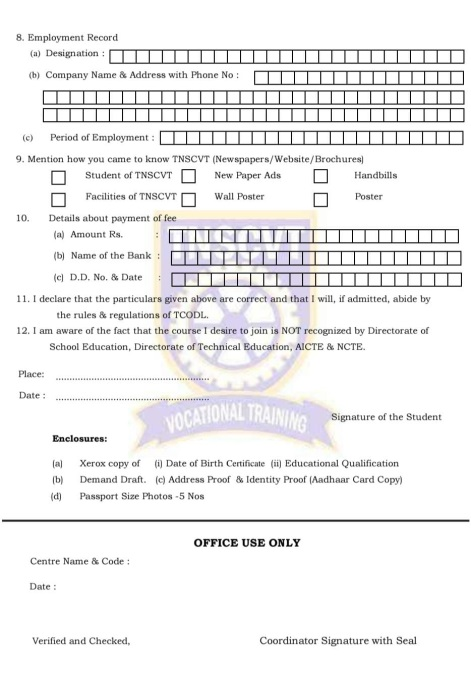 8. Employment Record
(a) Designation :
(b) Company Name & Address with Phone No :
(c) Period of Employment :
9. Mention how you came to know TNSCVT (Newspapers/Website/Brochures)
Student of TNSCVT New Paper Ads Handbills
Facilities of TNSCVT Wall Poster Poster
10. Details about payment of fee
(a) Amount Rs. :
TNSCVT
(b) Name of the Bank :
(c) D.D. No. & Date :
11. I declare that the particulars given above are correct and that I will, if admitted, abide by
the rules & regulations of TCODL.
12. I am aware of the fact that the course I desire to join is NOT recognized by Directorate of
School Education, Directorate of Technical Education, AICTE & NCTE.
Place: ....................................................
Date : ....................................................
VOCATIONAL TRAINING
Signature of the Student
Enclosures:
(a) Xerox copy of (i) Date of Birth Certificate (ii) Educational Qualification
(b) Demand Draft. (c) Address Proof & Identity Proof (Aadhaar Card Copy)
(d) Passport Size Photos -5 Nos
OFFICE USE ONLY
Centre Name & Code :
Date :
Verified and Checked, Coordinator Signature with Seal